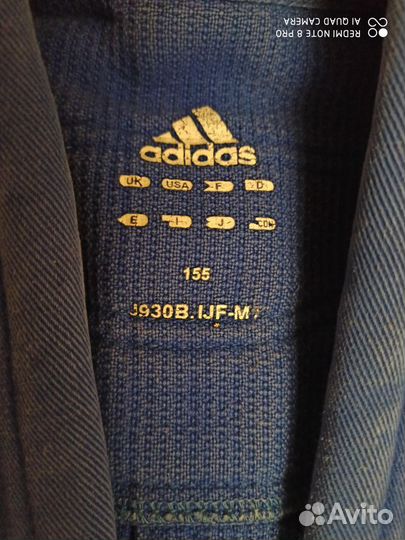 REDMI NOTE 8 PRO
AI QUAD CAMERA
adidas
UK USA F D
E I J
155
J930B.IJF-M
Avito